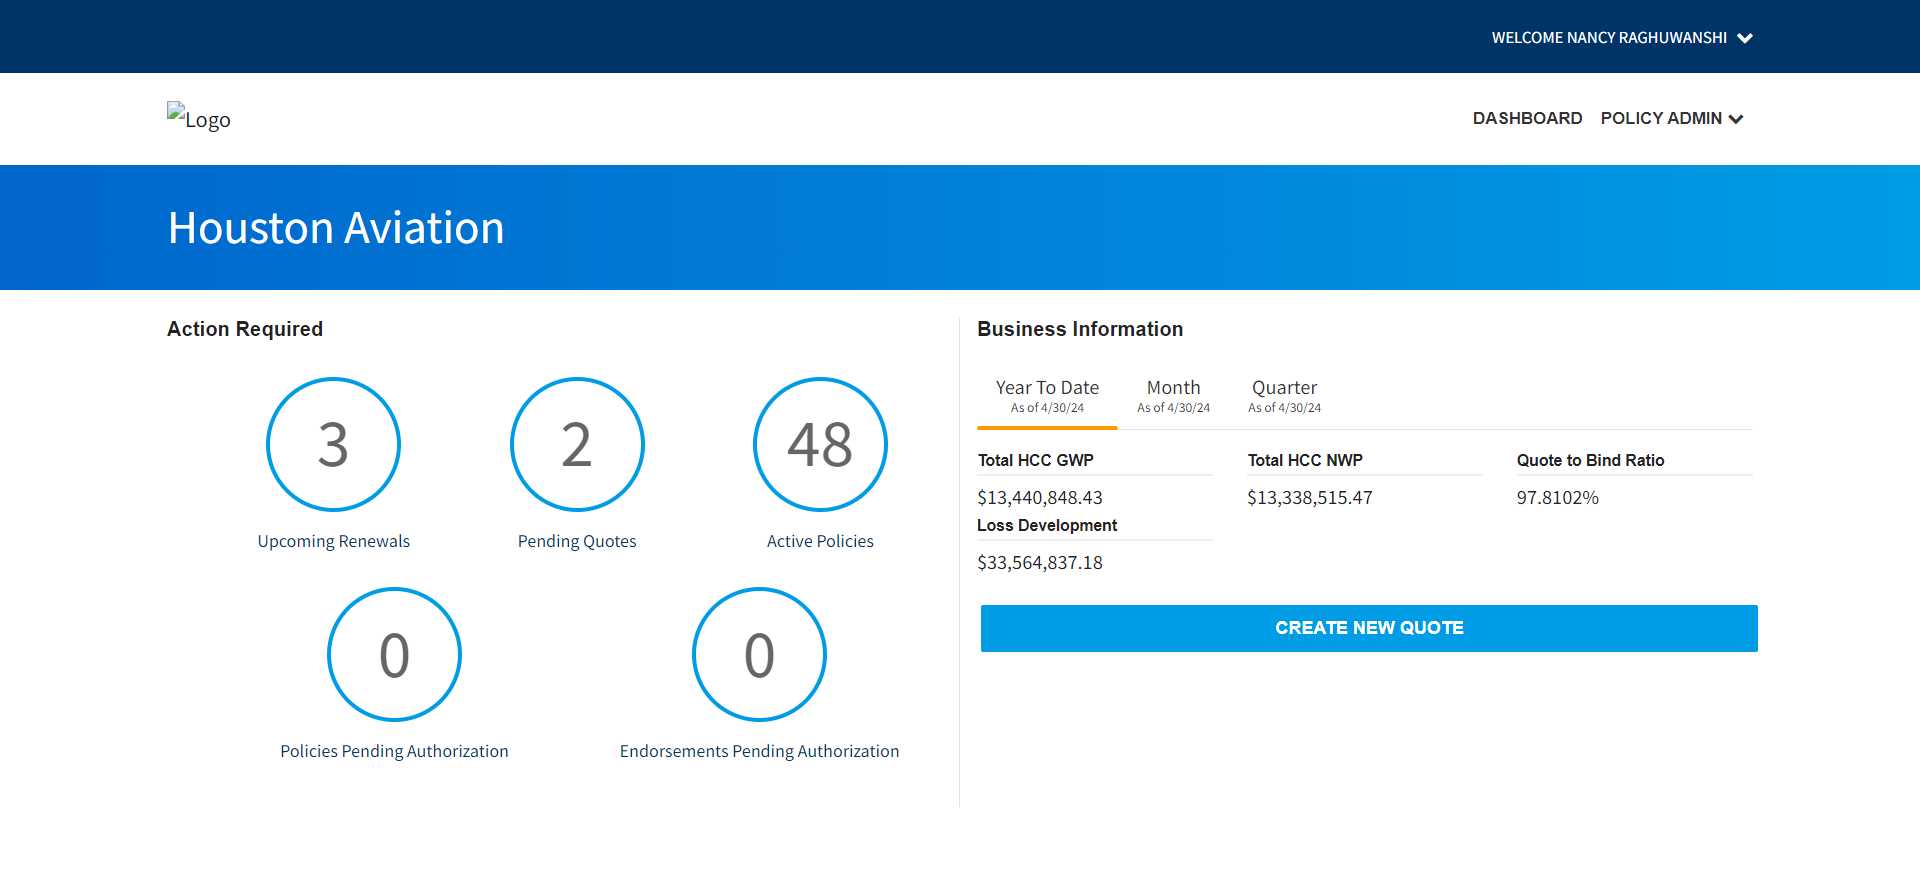 WELCOME NANCY RAGHUWANSHI
Logo
DASHBOARD POLICY ADMIN
Houston Aviation
Action Required
3
Upcoming Renewals
2
Pending Quotes
48
Active Policies
0
Policies Pending Authorization
0
Endorsements Pending Authorization
Business Information
Year To Date
As of 4/30/24
Month
As of 4/30/24
Quarter
As of 4/30/24
Total HCC GWP
$13,440,848.43
Total HCC NWP
$13,338,515.47
Quote to Bind Ratio
97.8102%
Loss Development
$33,564,837.18
CREATE NEW QUOTE